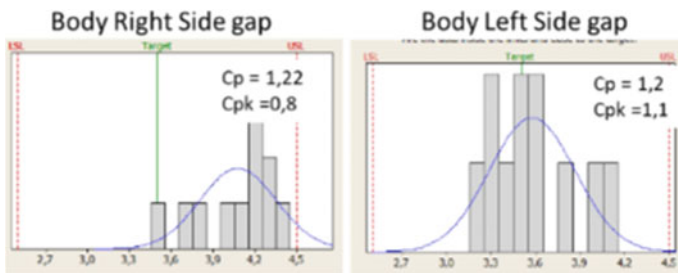 Body Right Side gap
LSL Target USL
Cp = 1,22
Cpk =0,8
2,7 3,0 3,3 3,6 3,9 4,2 4,5
Body Left Side gap
LSL Target USL
Cp = 1,2
Cpk =1,1
2,7 3,0 3,3 3,6 3,9 4,2 4,5